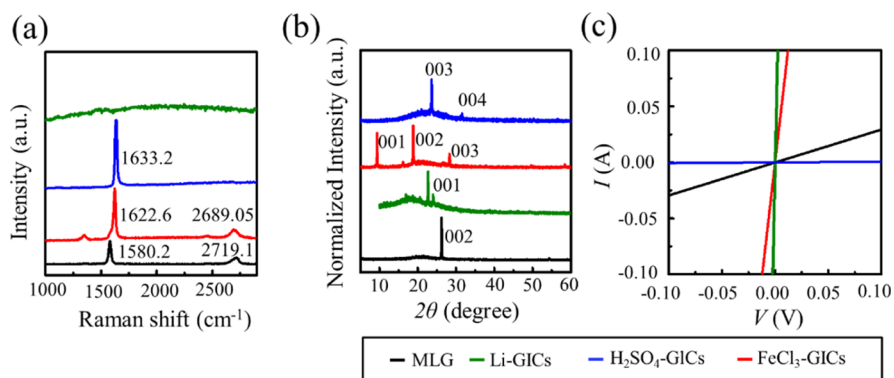 (a)
Intensity (a.u.)
1633.2
1622.6
2689.05
1580.2
2719.1
1000
1500
2000
2500
Raman shift (cm⁻¹)
(b)
Normalized Intensity (a.u.)
003
004
001
002
003
001
002
10
20
30
40
50
60
2θ (degree)
(c)
I (A)
0.10
0.05
0.00
-0.05
-0.10
-0.10
-0.05
0.00
0.05
0.10
V (V)
MLG
Li-GICs
H₂SO₄-GICs
FeCl₃-GICs